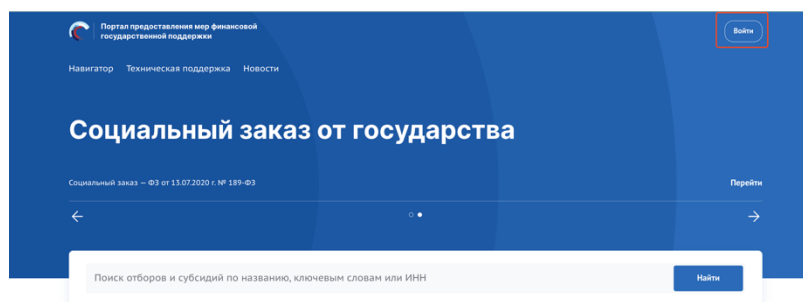 Портал предоставления мер финансовой
государственной поддержки
Войти
Навигатор Техническая поддержка Новости
Социальный заказ от государства
Социальный заказ — ФЗ от 13.07.2020 г. № 189-ФЗ
Перейти
Поиск отборов и субсидий по названию, ключевым словам или ИНН
Найти